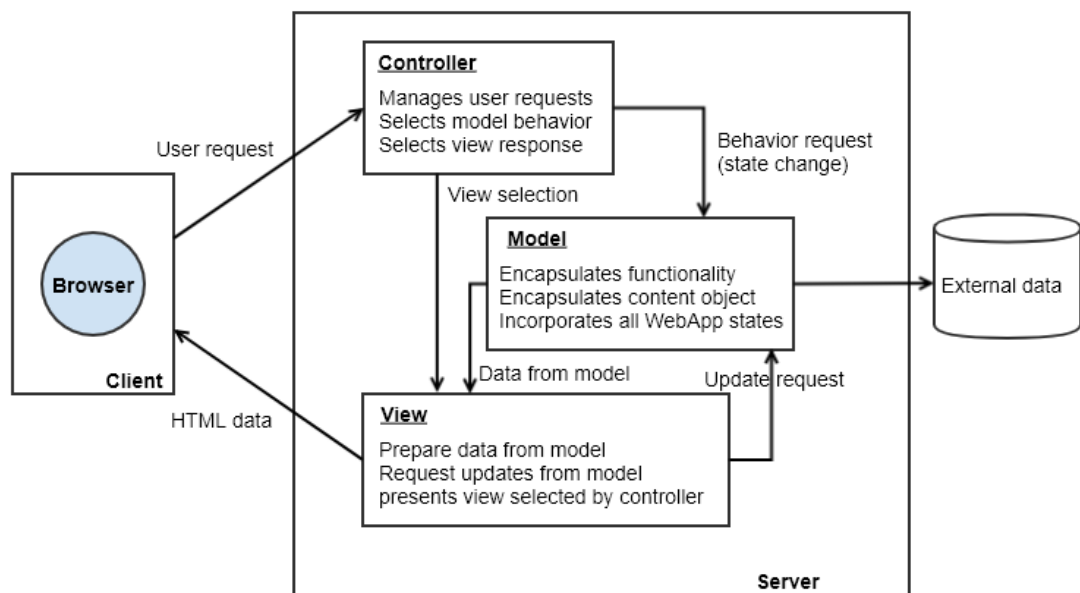 Controller
Manages user requests
Selects model behavior
Selects view response
User request
Behavior request
(state change)
View selection
Browser
Client
Model
Encapsulates functionality
Encapsulates content object
Incorporates all WebApp states
External data
Data from model
Update request
HTML data
View
Prepare data from model
Request updates from model
presents view selected by controller
Server